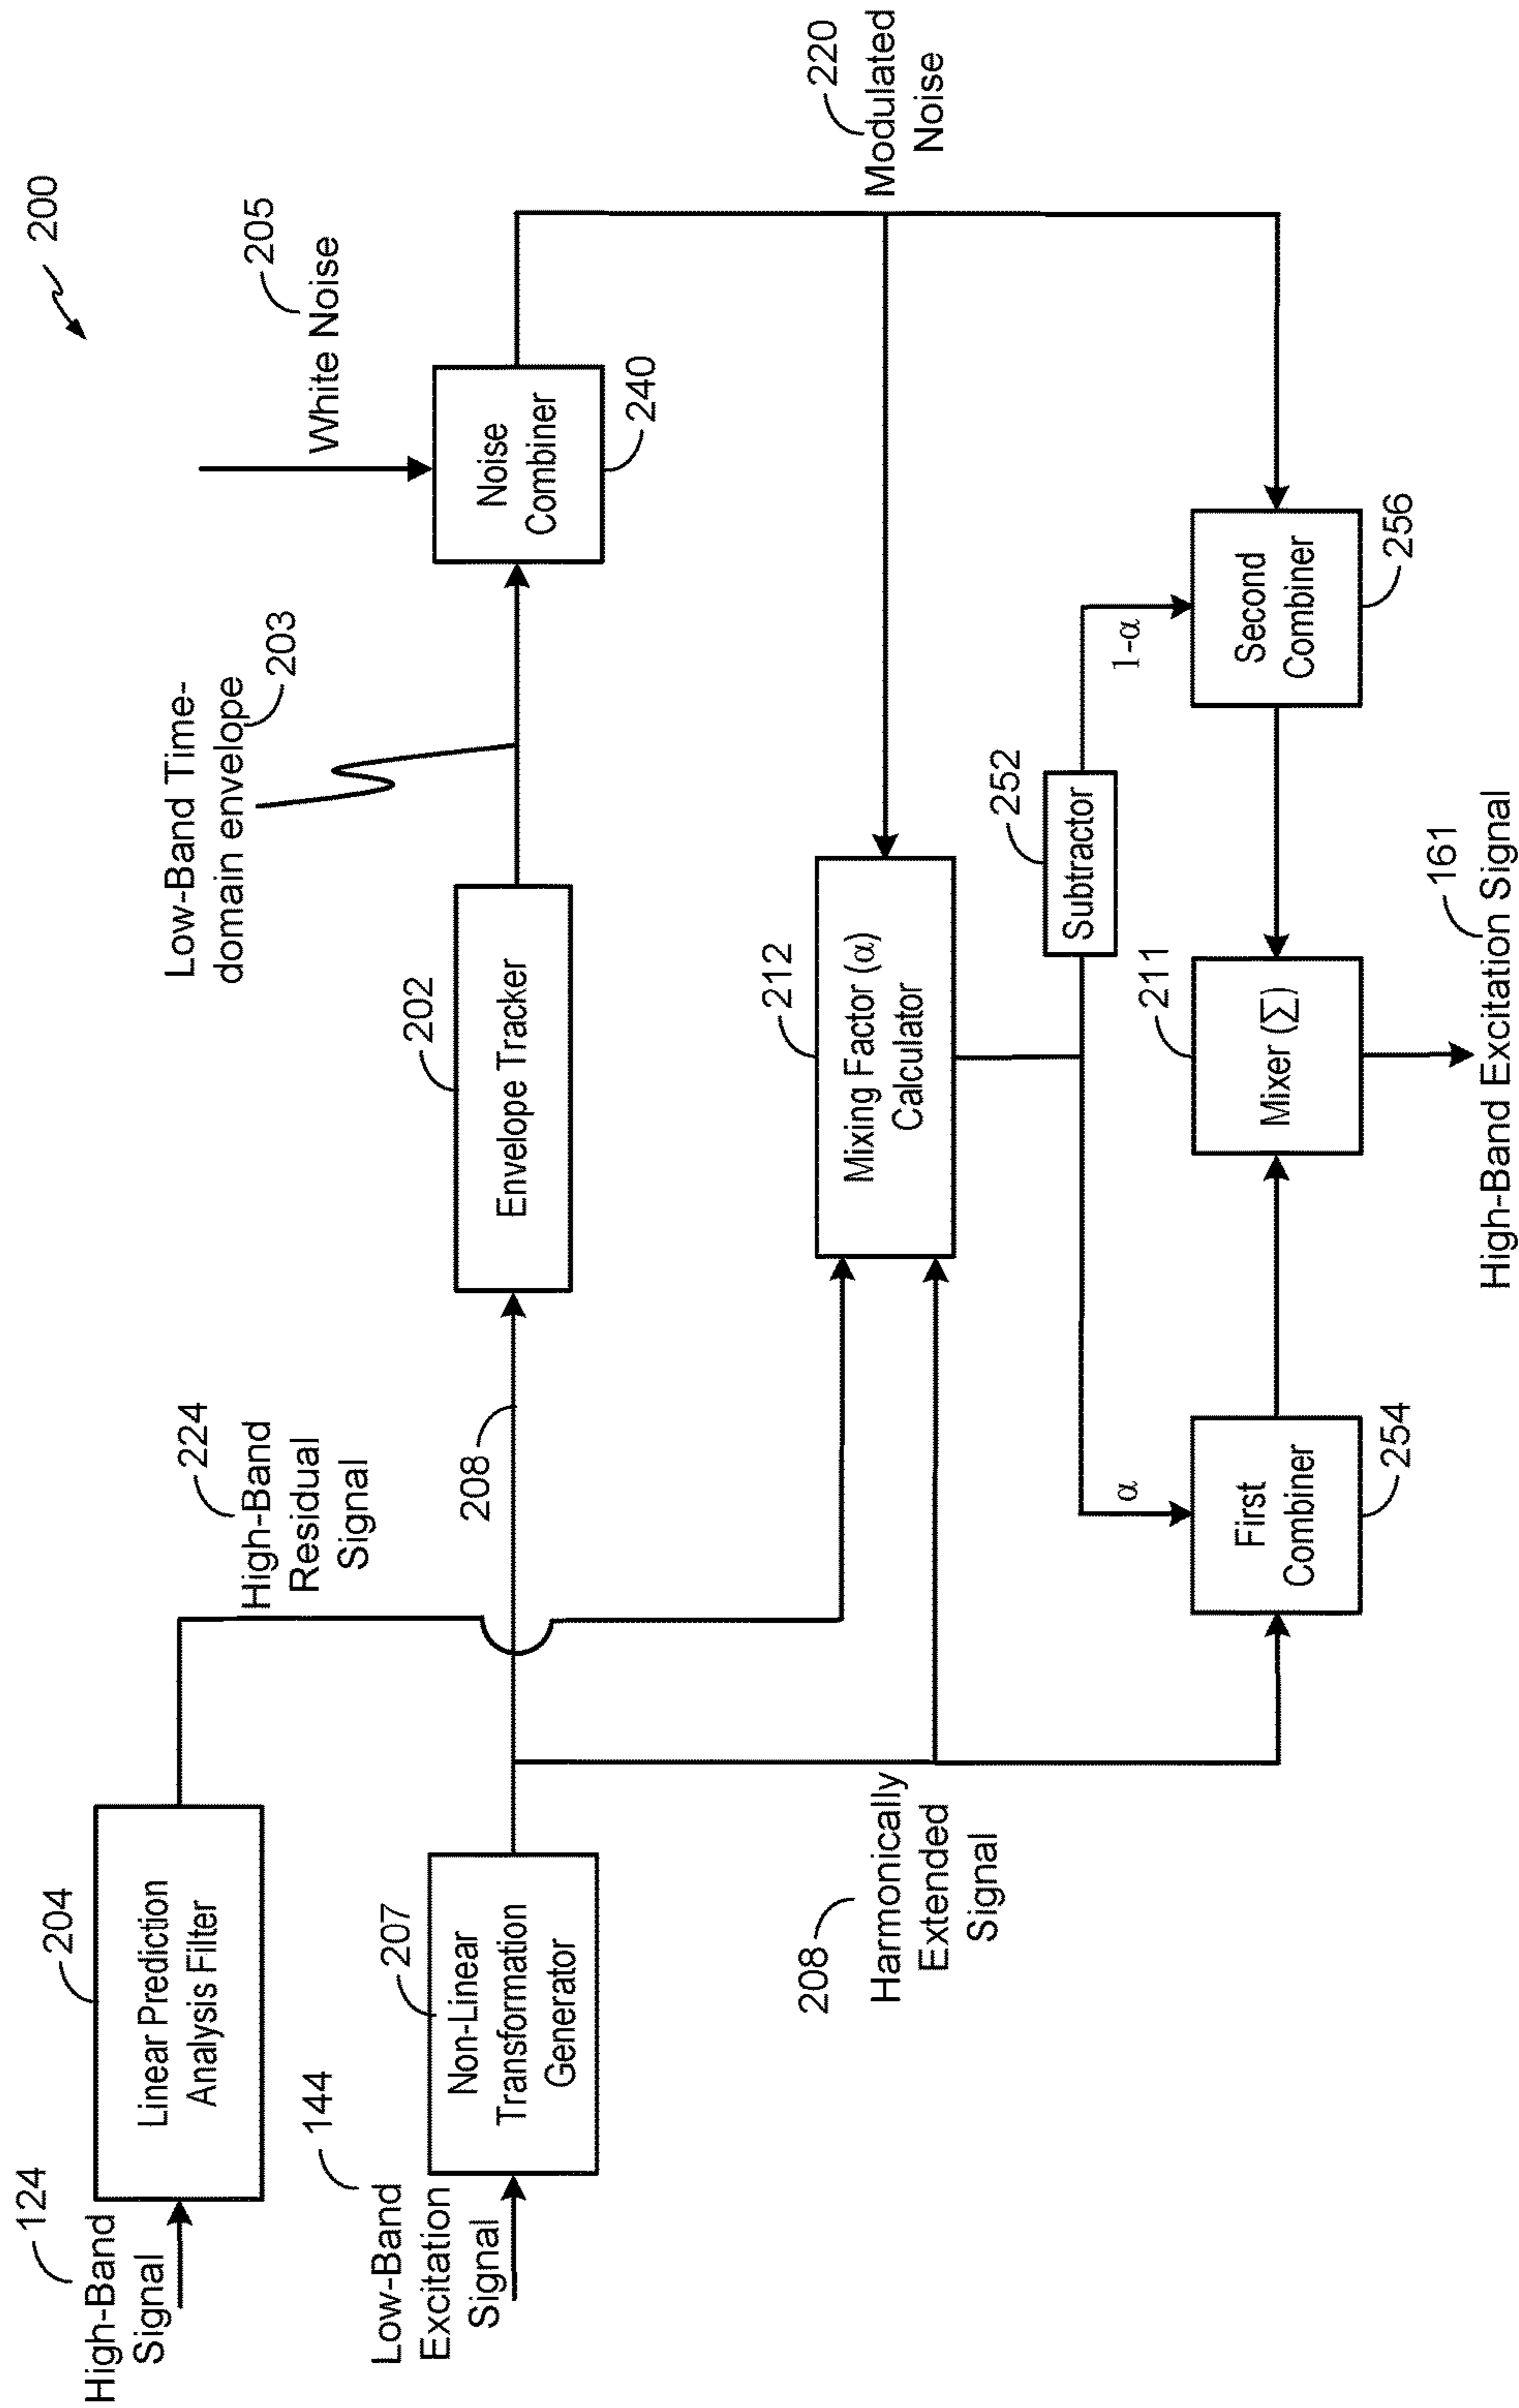 200
124
High-Band
Signal
204
Linear Prediction
Analysis Filter
224
High-Band
Residual
Signal
Low-Band Time-
domain envelope
203
205
White Noise
144
Low-Band
Excitation
Signal
207
Non-Linear
Transformation
Generator
208
202
Envelope Tracker
Noise
Combiner
240
208
Harmonically
Extended
Signal
212
Mixing Factor (α)
Calculator
220
Modulated
Noise
252
Subtractor
α
1-α
First
Combiner
254
211
Mixer (∑)
Second
Combiner
256
161
High-Band Excitation Signal